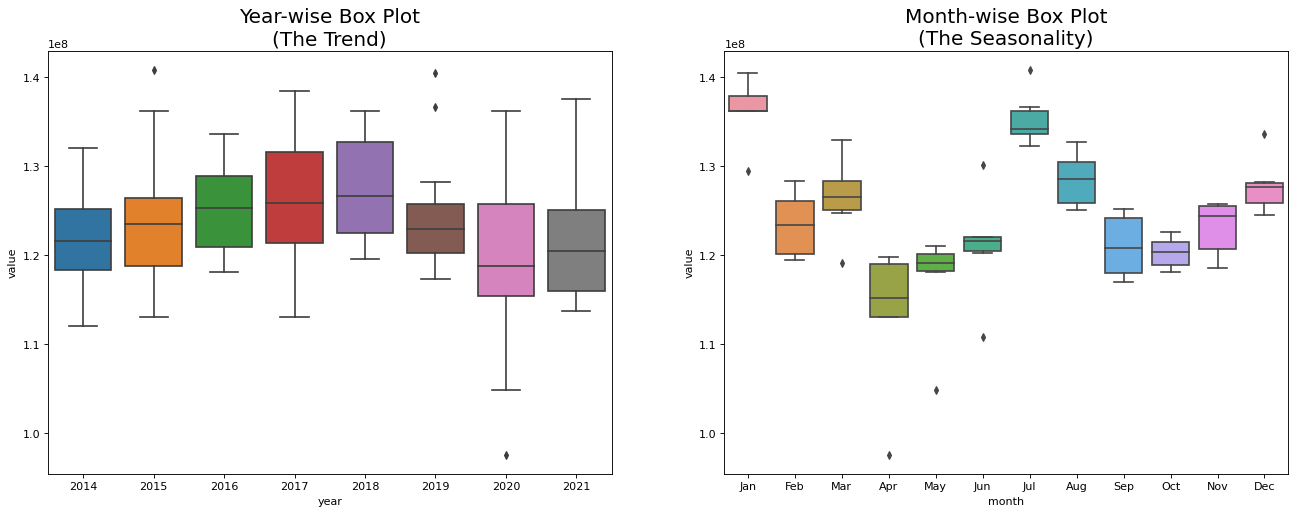 Year-wise Box Plot
(The Trend)
1e8
1.4
1.3
1.2
1.1
1.0
value
2014 2015 2016 2017 2018 2019 2020 2021
year
Month-wise Box Plot
(The Seasonality)
1e8
1.4
1.3
1.2
1.1
1.0
value
Jan Feb Mar Apr May Jun Jul Aug Sep Oct Nov Dec
month